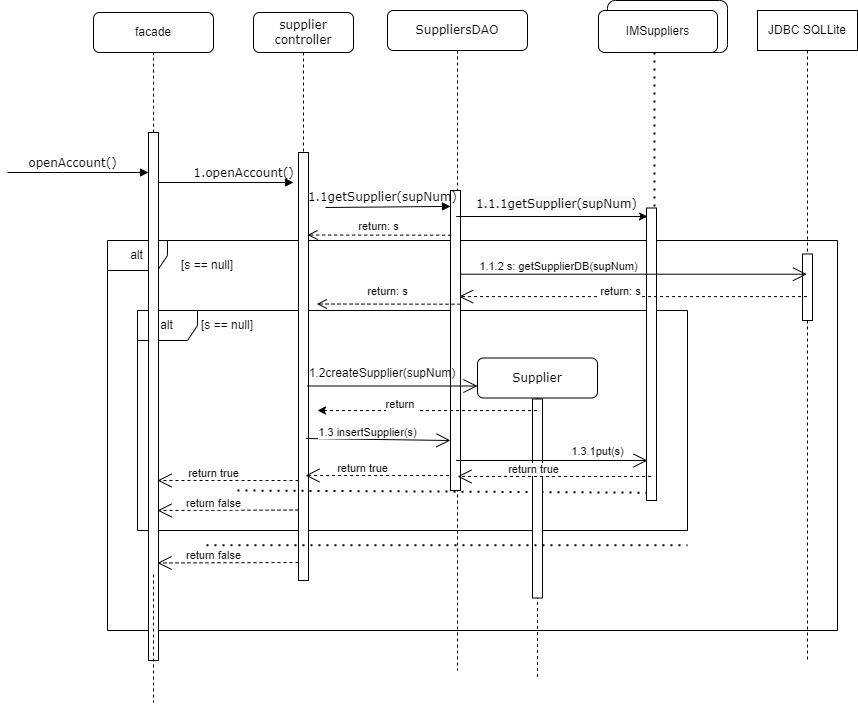 facade
supplier
controller
SuppliersDAO
IMSuppliers
JDBC SQLLite
openAccount()
1.openAccount()
1.1getSupplier(supNum)
1.1.1getSupplier(supNum)
return: s
alt
[s == null]
1.1.2 s: getSupplierDB(supNum)
return: s
return: s
alt
[s == null]
1.2createSupplier(supNum)
Supplier
return
1.3 insertSupplier(s)
1.3.1put(s)
return true
return true
return true
return false
return false